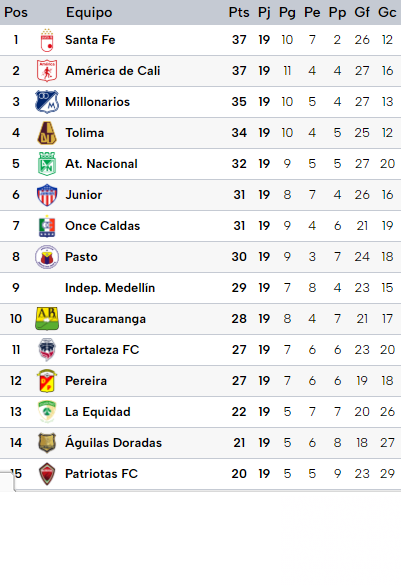 Pos Equipo Pts Pj Pg Pe Pp Gf Gc
1 Santa Fe 37 19 10 7 2 26 12
2 América de Cali 37 19 11 4 4 27 16
3 Millonarios 35 19 10 5 4 27 13
4 Tolima 34 19 10 4 5 25 12
5 At. Nacional 32 19 9 5 5 27 20
6 Junior 31 19 8 7 4 26 16
7 Once Caldas 31 19 9 4 6 21 19
8 Pasto 30 19 9 3 7 24 18
9 Indep. Medellín 29 19 7 8 4 23 15
10 Bucaramanga 28 19 8 4 7 21 17
11 Fortaleza FC 27 19 7 6 6 23 20
12 Pereira 27 19 7 6 6 19 18
13 La Equidad 22 19 5 7 7 20 26
14 Águilas Doradas 21 19 5 6 8 18 27
15 Patriotas FC 20 19 5 5 9 23 29